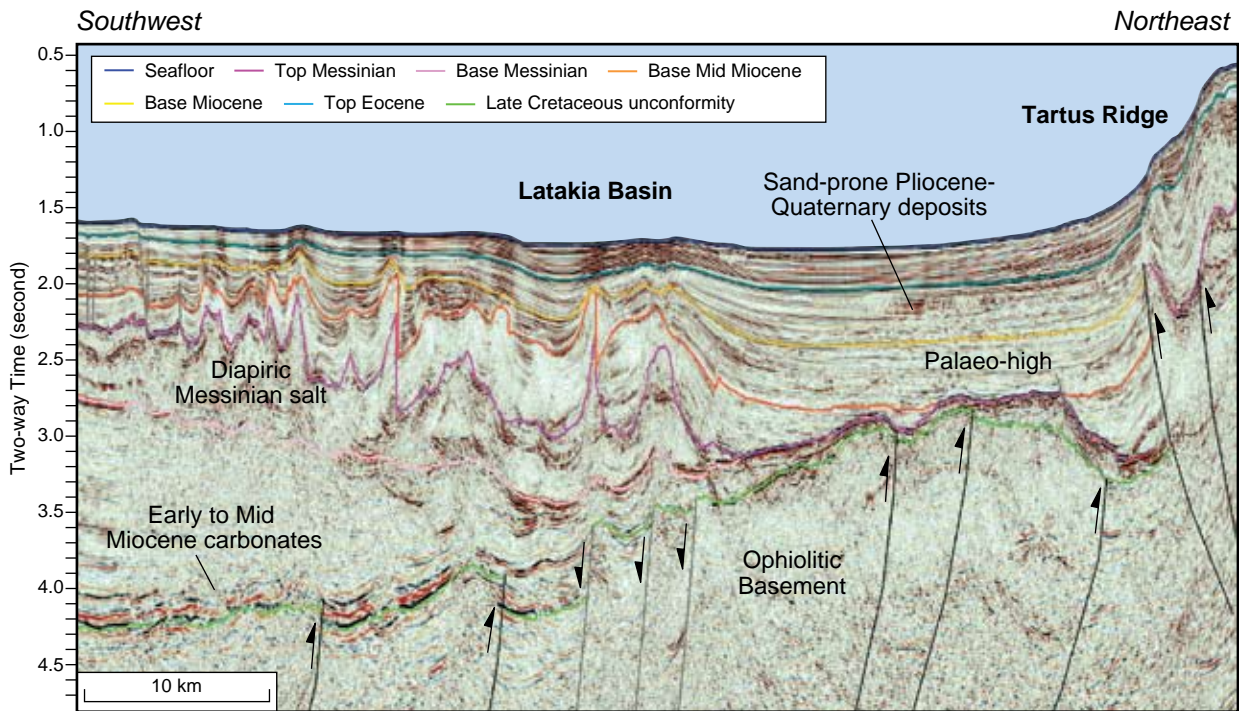 Southwest
Northeast
Seafloor
Top Messinian
Base Messinian
Base Mid Miocene
Base Miocene
Top Eocene
Late Cretaceous unconformity
Tartus Ridge
Latakia Basin
Sand-prone Pliocene-
Quaternary deposits
Palaeo-high
Diapiric
Messinian salt
Early to Mid
Miocene carbonates
Ophiolitic
Basement
Two-way Time (second)
0.5
1.0
1.5
2.0
2.5
3.0
3.5
4.0
4.5
10 km